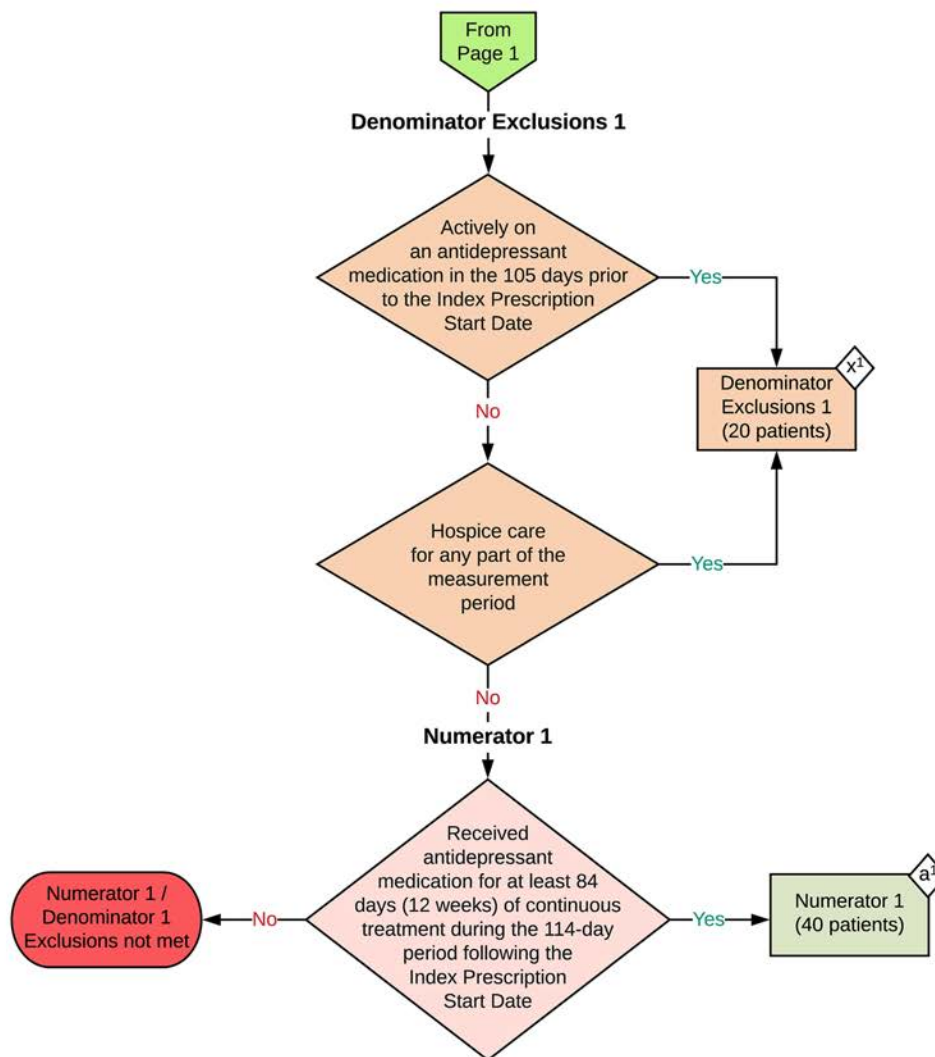 From
Page 1
Denominator Exclusions 1
Actively on
an antidepressant
medication in the 105 days prior
to the Index Prescription
Start Date
Yes
x¹
Denominator
Exclusions 1
(20 patients)
No
Hospice care
for any part of the
measurement
period
Yes
No
Numerator 1
Received
antidepressant
medication for at least 84
days (12 weeks) of continuous
treatment during the 114-day
period following the
Index Prescription
Start Date
No
Numerator 1 /
Denominator 1
Exclusions not met
Yes
a¹
Numerator 1
(40 patients)